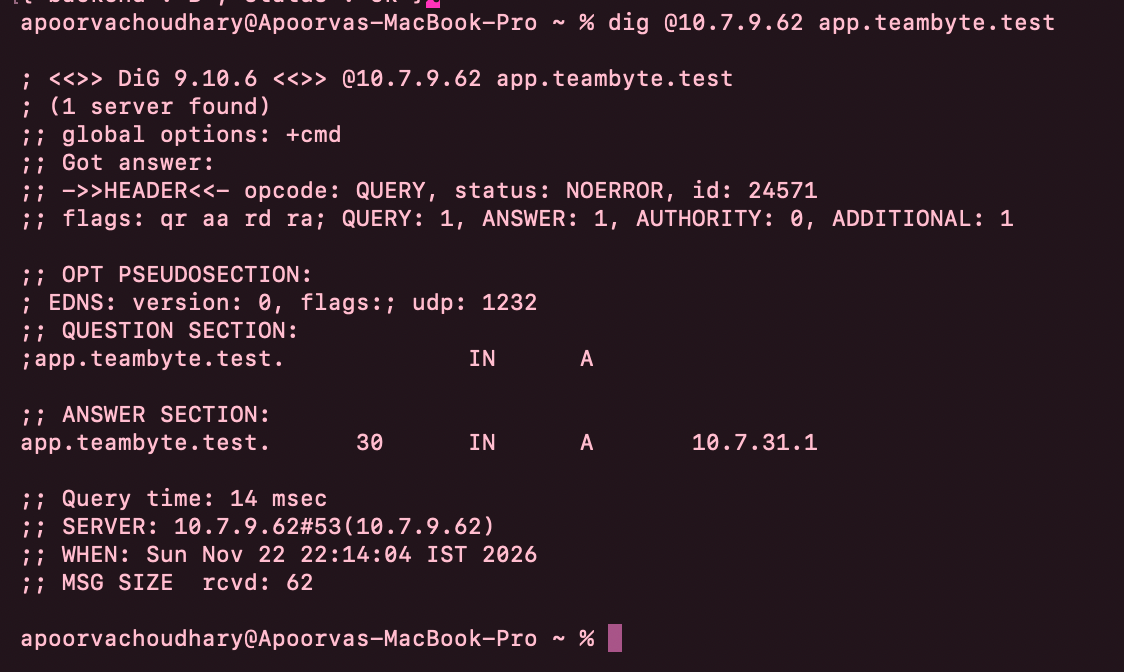 apoorvachoudhary@Apoorvas-MacBook-Pro ~ % dig @10.7.9.62 app.teambyte.test
; <<>> DiG 9.10.6 <<>> @10.7.9.62 app.teambyte.test
; (1 server found)
;; global options: +cmd
;; Got answer:
;; ->>HEADER<<- opcode: QUERY, status: NOERROR, id: 24571
;; flags: qr aa rd ra; QUERY: 1, ANSWER: 1, AUTHORITY: 0, ADDITIONAL: 1
;; OPT PSEUDOSECTION:
; EDNS: version: 0, flags:; udp: 1232
;; QUESTION SECTION:
;app.teambyte.test. IN A
;; ANSWER SECTION:
app.teambyte.test. 30 IN A 10.7.31.1
;; Query time: 14 msec
;; SERVER: 10.7.9.62#53(10.7.9.62)
;; WHEN: Sun Nov 22 22:14:04 IST 2026
;; MSG SIZE rcvd: 62
apoorvachoudhary@Apoorvas-MacBook-Pro ~ %